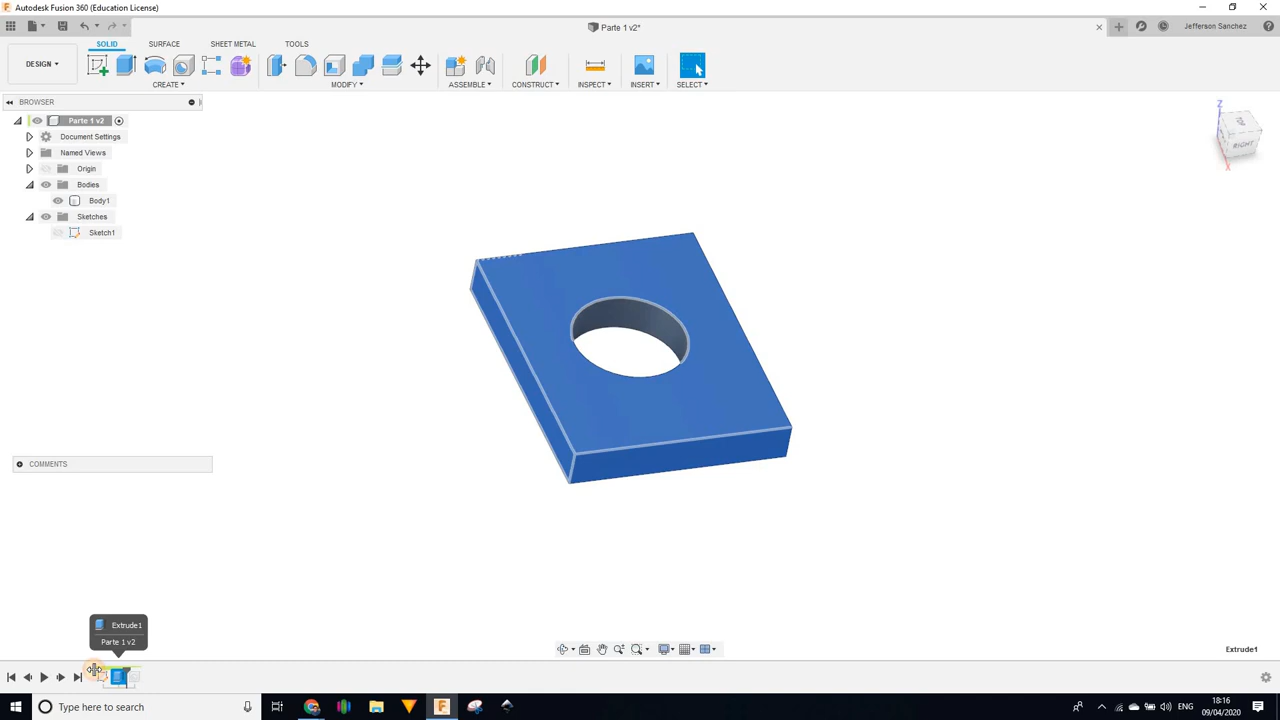 Autodesk Fusion 360 (Education License)
Parte 1 v2*
Jefferson Sanchez
SOLID SURFACE SHEET METAL TOOLS
DESIGN
CREATE MODIFY ASSEMBLE CONSTRUCT INSPECT INSERT SELECT
BROWSER
Parte 1 v2
Document Settings
Named Views
Origin
Bodies
Body1
Sketches
Sketch1
Z
RIGHT
X
COMMENTS
Extrude1
Parte 1 v2
Extrude1
Type here to search
ENG
18:16
09/04/2020